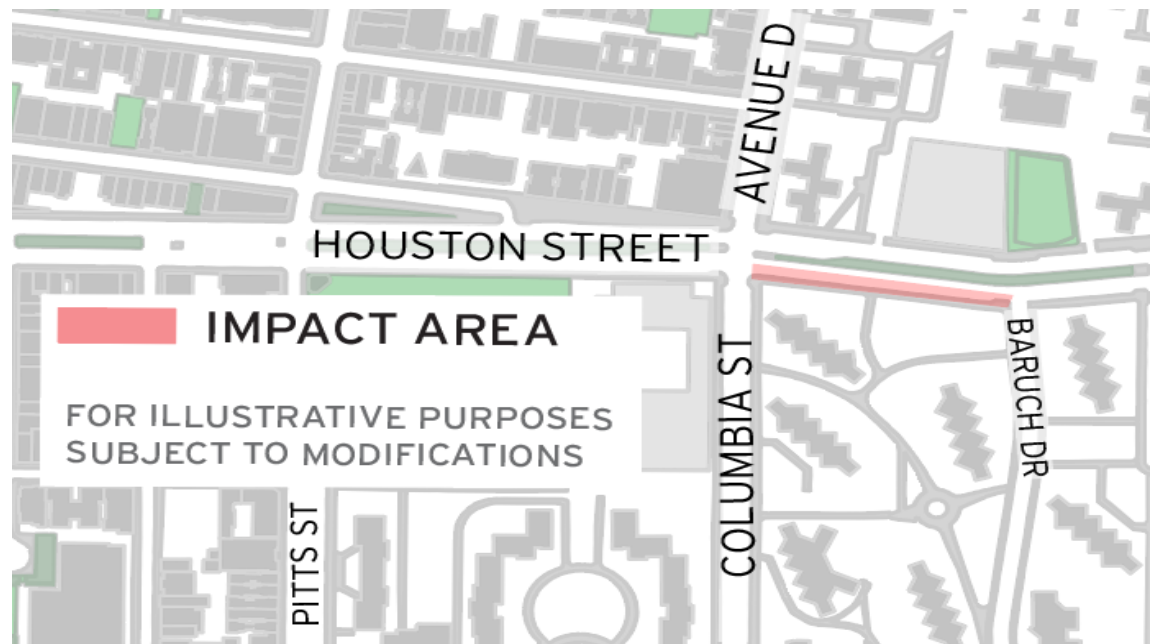 AVENUE D
HOUSTON STREET
IMPACT AREA
FOR ILLUSTRATIVE PURPOSES
SUBJECT TO MODIFICATIONS
COLUMBIA ST
BARUCH DR
PITTS ST